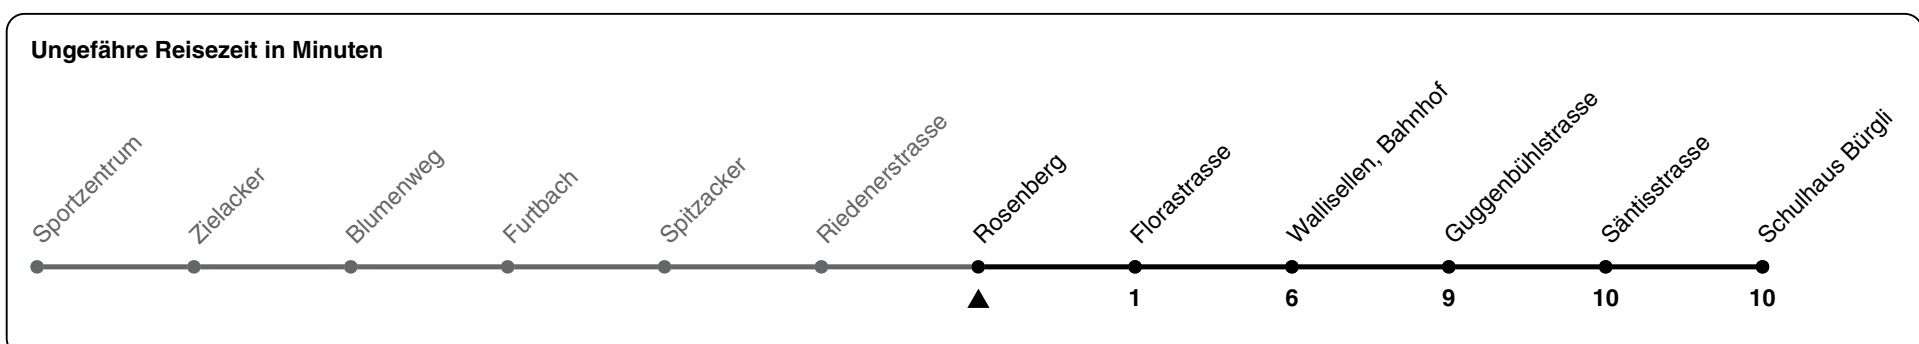 Ungefähre Reisezeit in Minuten
Sportzentrum
Zielacker
Blumenweg
Furtbach
Spitzacker
Riedenerstrasse
Rosenberg
Florastrasse
Wallisellen, Bahnhof
Guggenbühlstrasse
Säntisstrasse
Schulhaus Bürgli
1 6 9 10 10